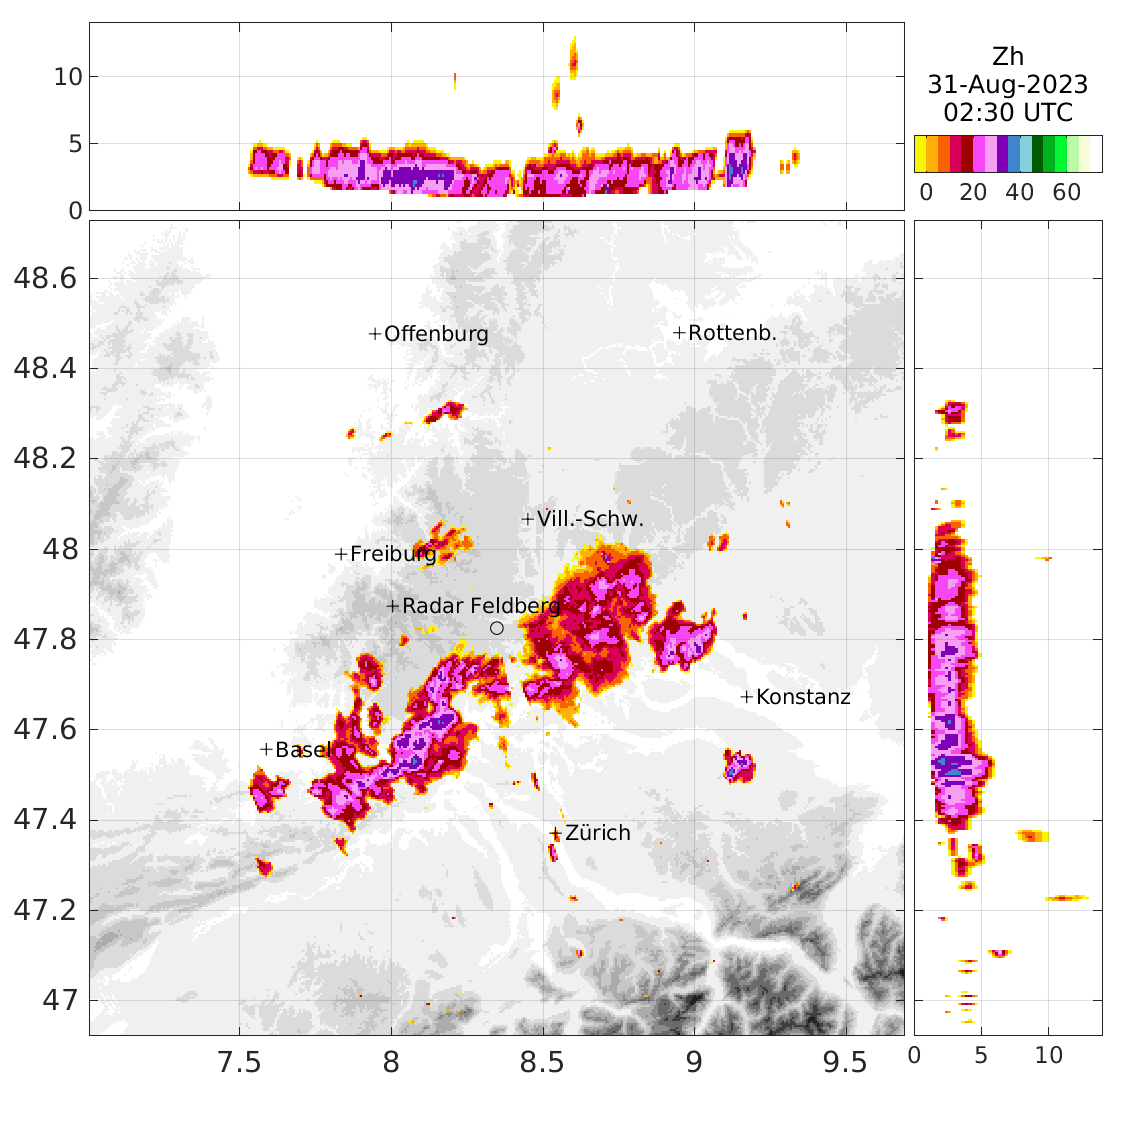 10
5
0
Zh
31-Aug-2023
02:30 UTC
0 20 40 60
48.6
48.4
48.2
48
47.8
47.6
47.4
47.2
47
+Offenburg
+Rottenb.
+Vill.-Schw.
+Freiburg
+Radar Feldberg
+Konstanz
+Basel
+Zürich
7.5 8 8.5 9 9.5
0 5 10